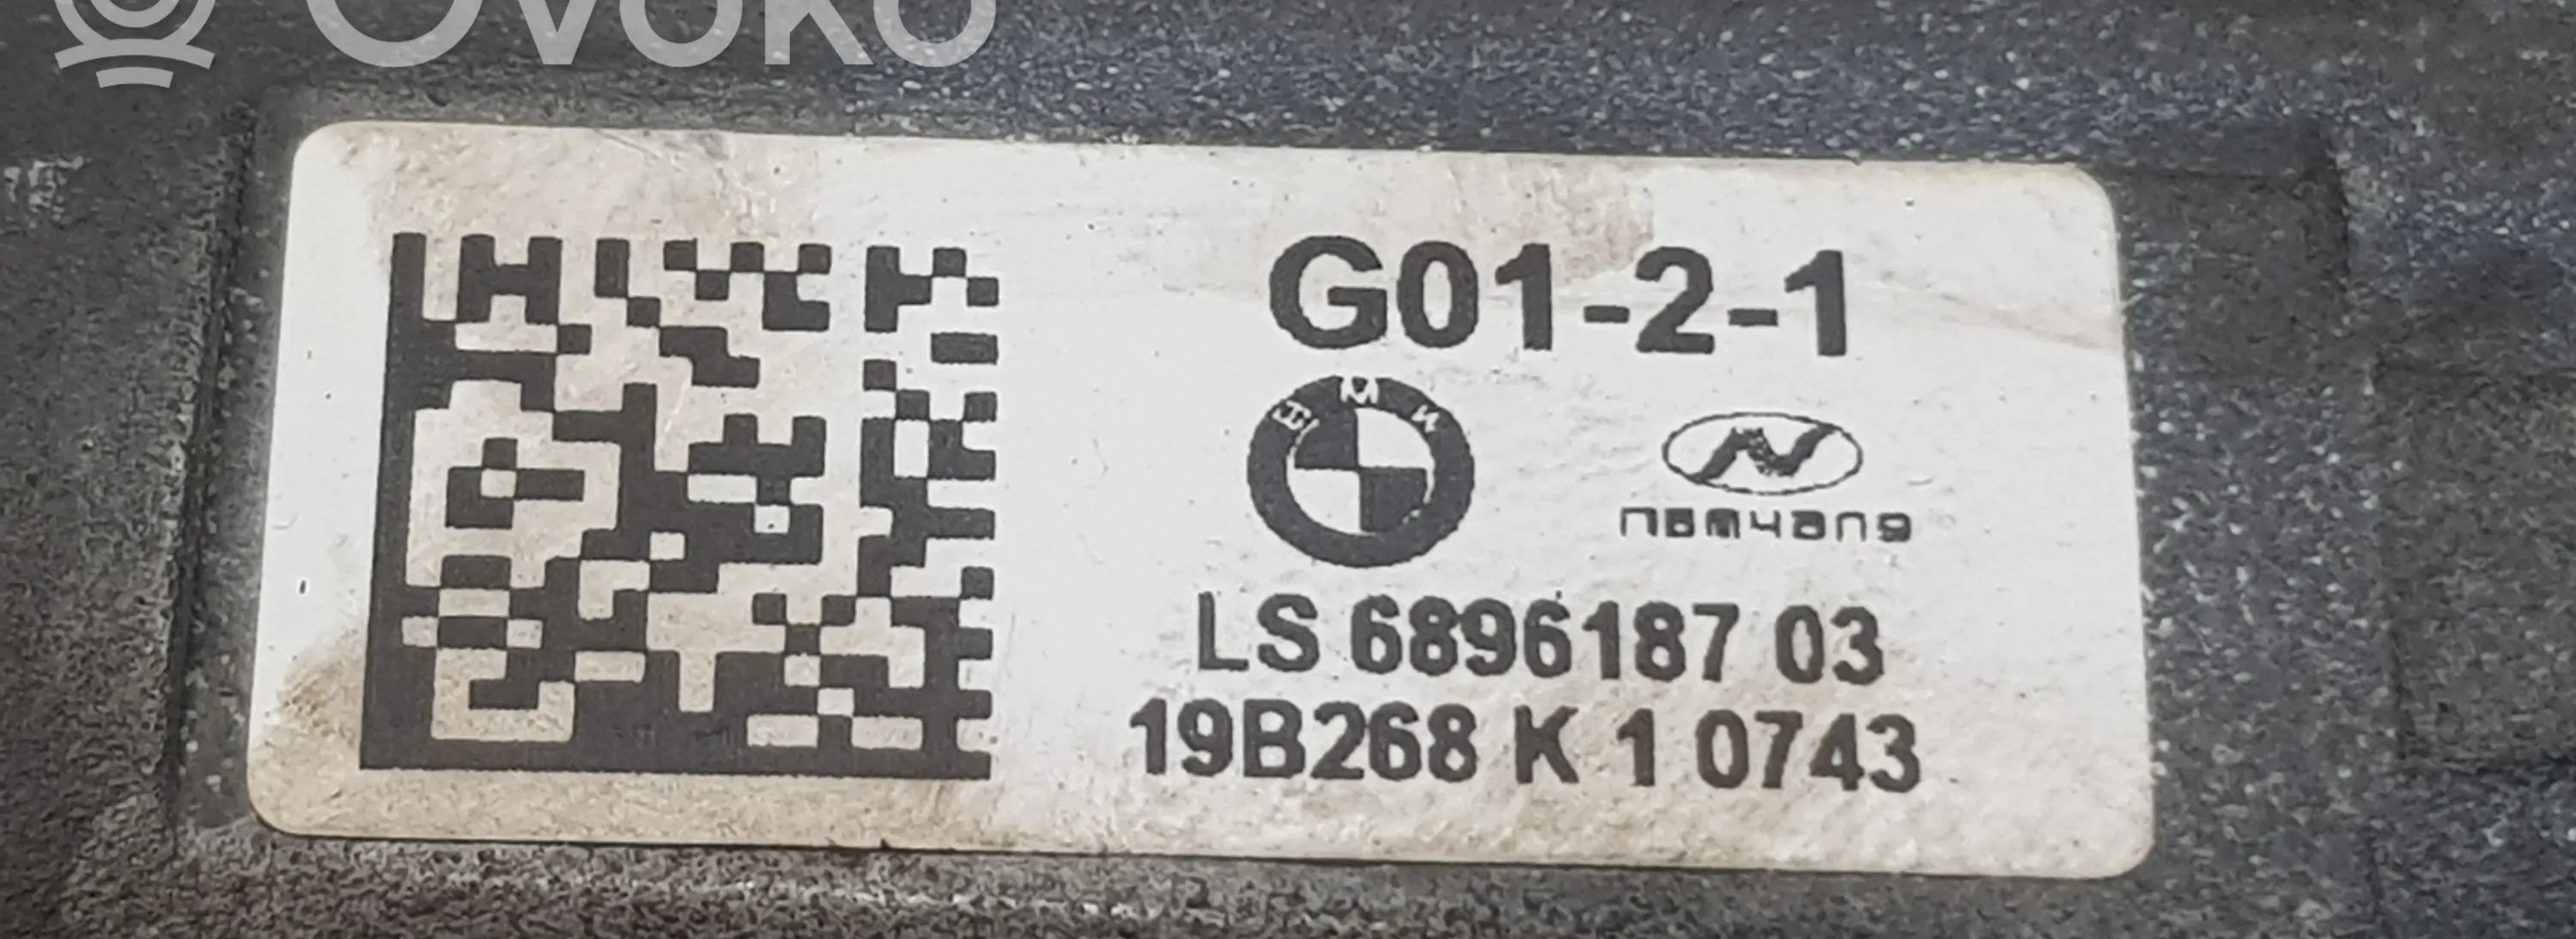 OVOKO
G01-2-1
BMW
namyang
LS 6896187 03
19B268 K 1 0743